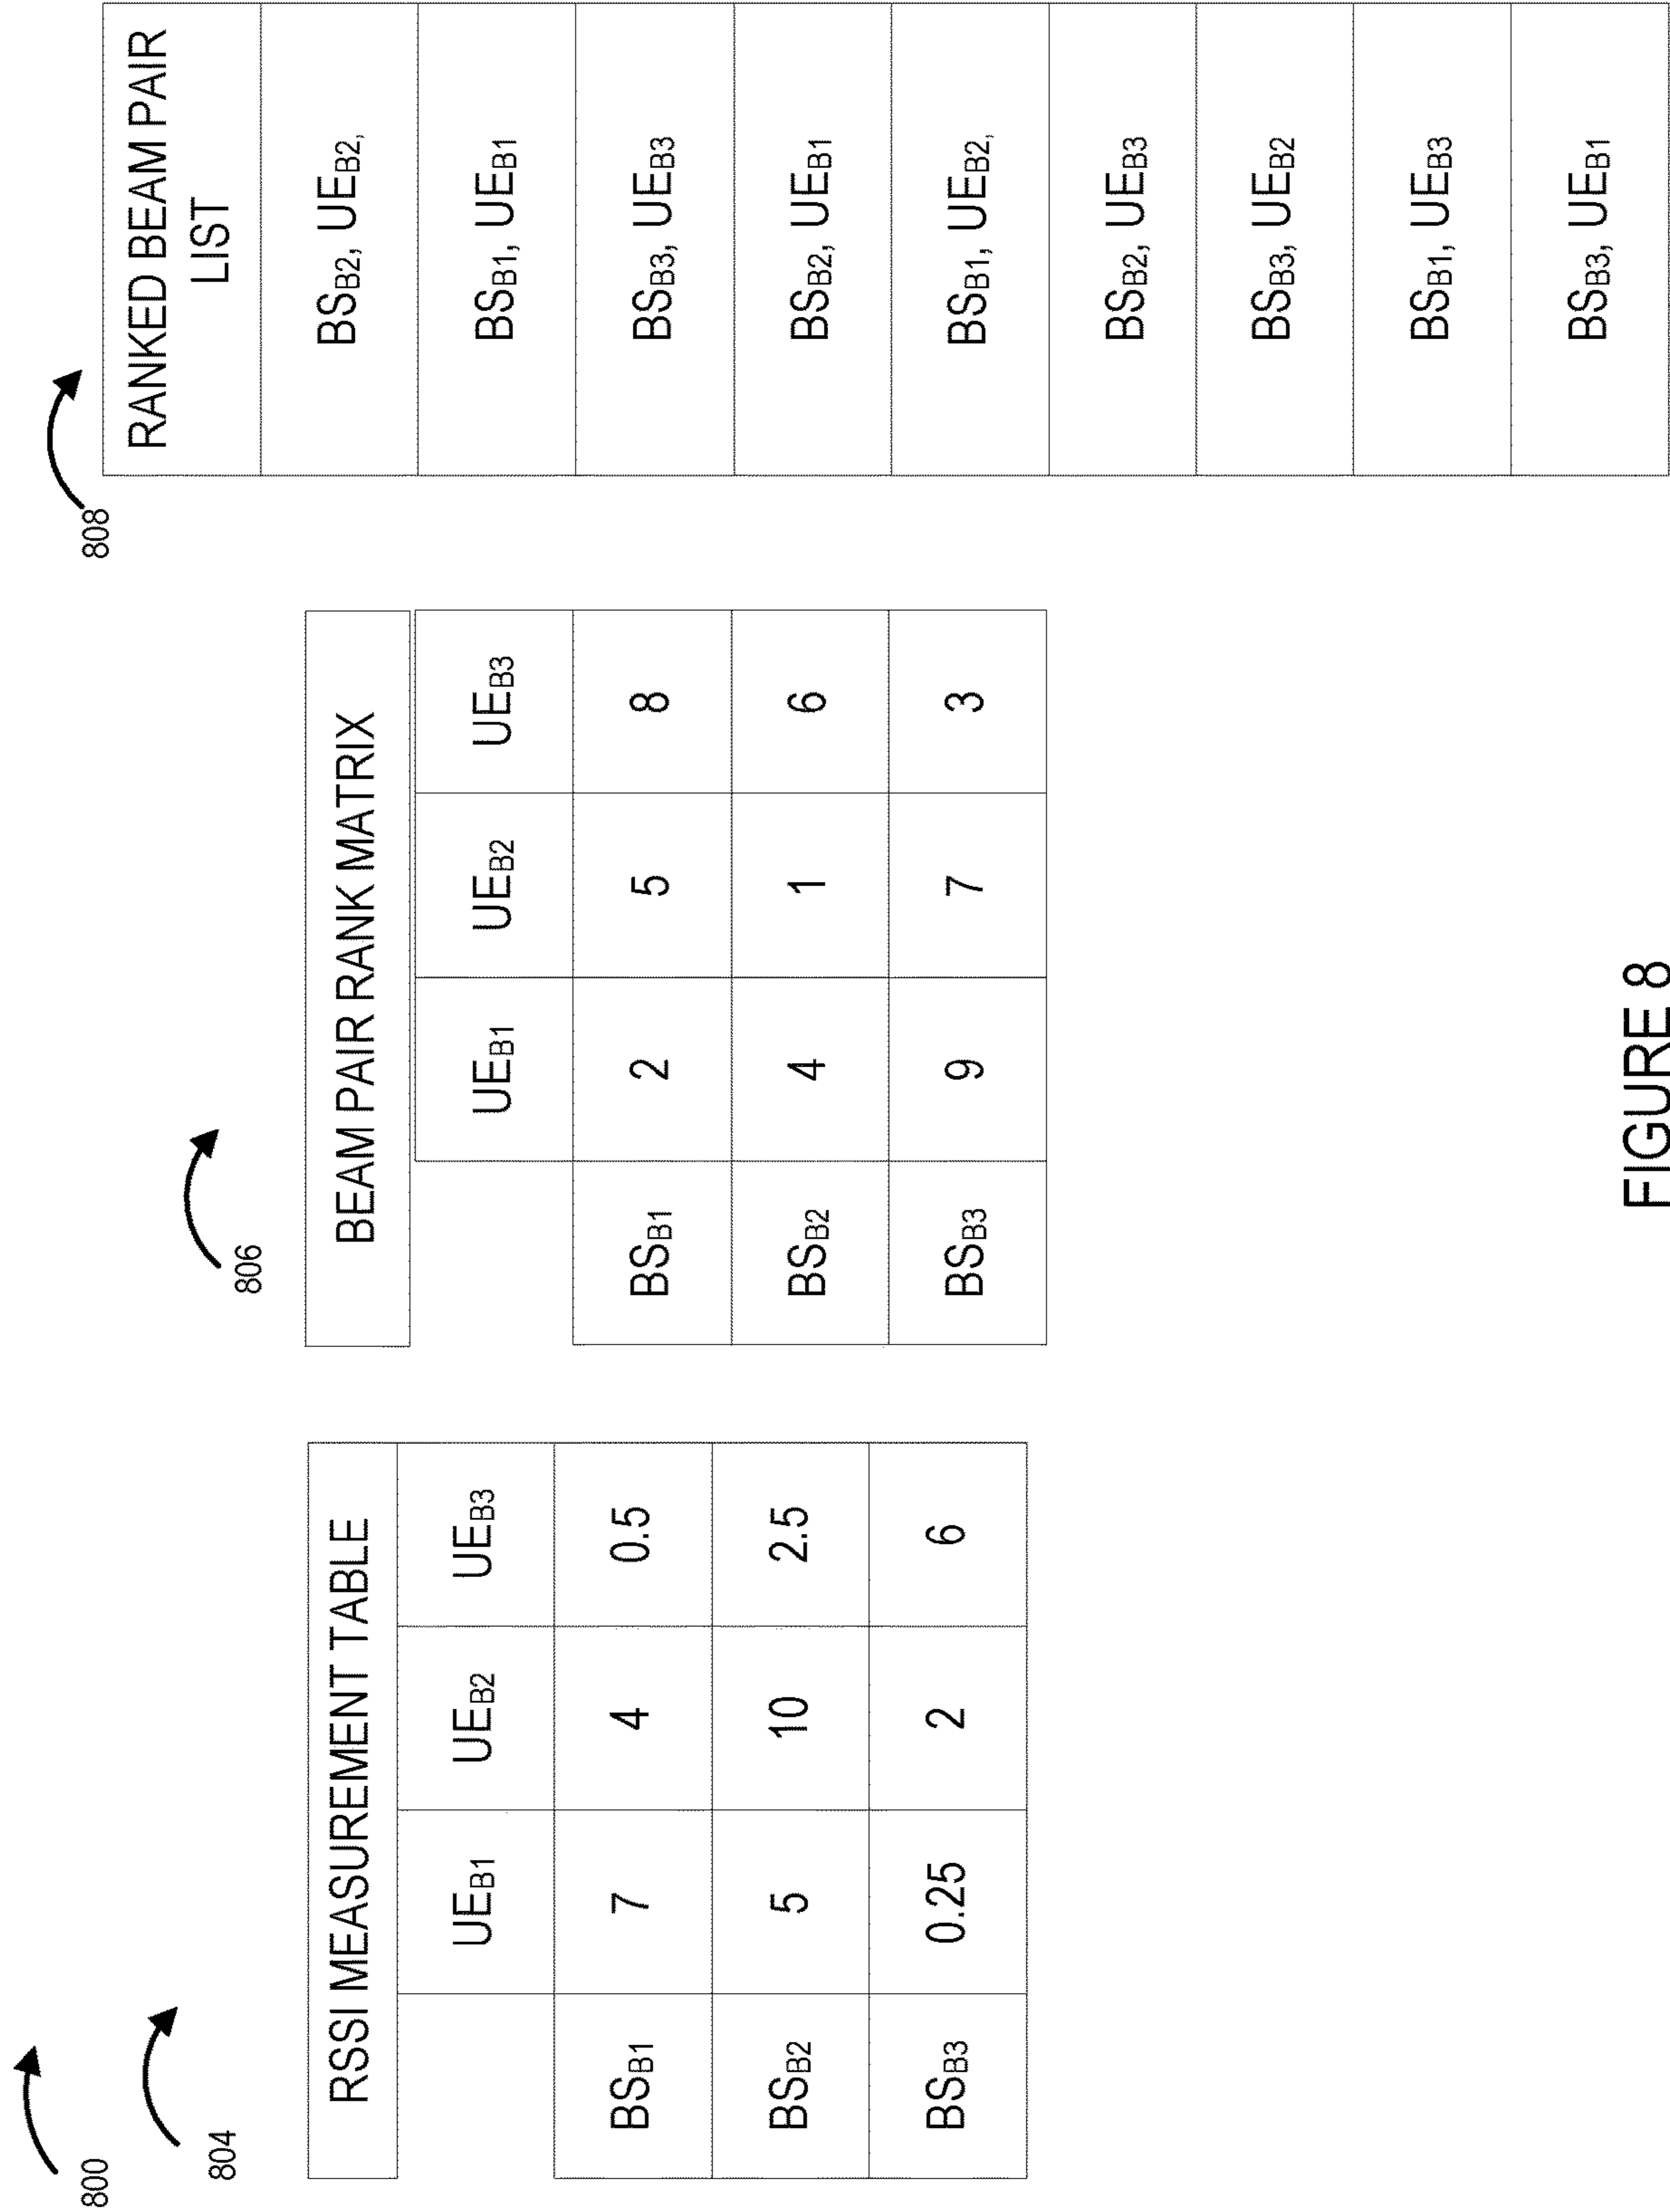 800
804
RSSI MEASUREMENT TABLE
UEB1 UEB2 UEB3
BSB1 7 4 0.5
BSB2 5 10 2.5
BSB3 0.25 2 6
806
BEAM PAIR RANK MATRIX
UEB1 UEB2 UEB3
BSB1 2 5 8
BSB2 4 1 6
BSB3 9 7 3
808
RANKED BEAM PAIR
LIST
BSB2, UEB2,
BSB1, UEB1
BSB3, UEB3
BSB2, UEB1
BSB1, UEB2,
BSB2, UEB3
BSB3, UEB2
BSB1, UEB3
BSB3, UEB1
FIGURE 8